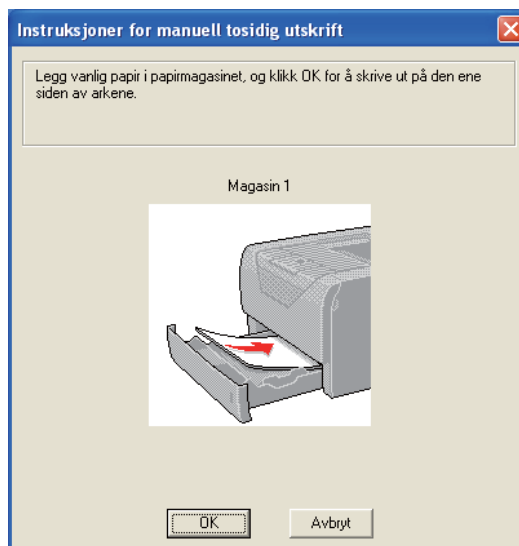 Instruksjoner for manuell tosidig utskrift
Legg vanlig papir i papirmagasinet, og klikk OK for å skrive ut på den ene
siden av arkene.
Magasin 1
OK
Avbryt